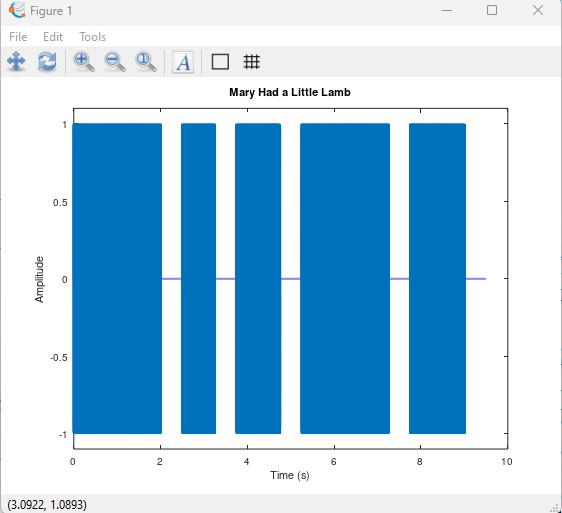 Figure 1
File Edit Tools
A
Mary Had a Little Lamb
1
0.5
0
-0.5
-1
Amplitude
0 2 4 6 8 10
Time (s)
(3.0922, 1.0893)